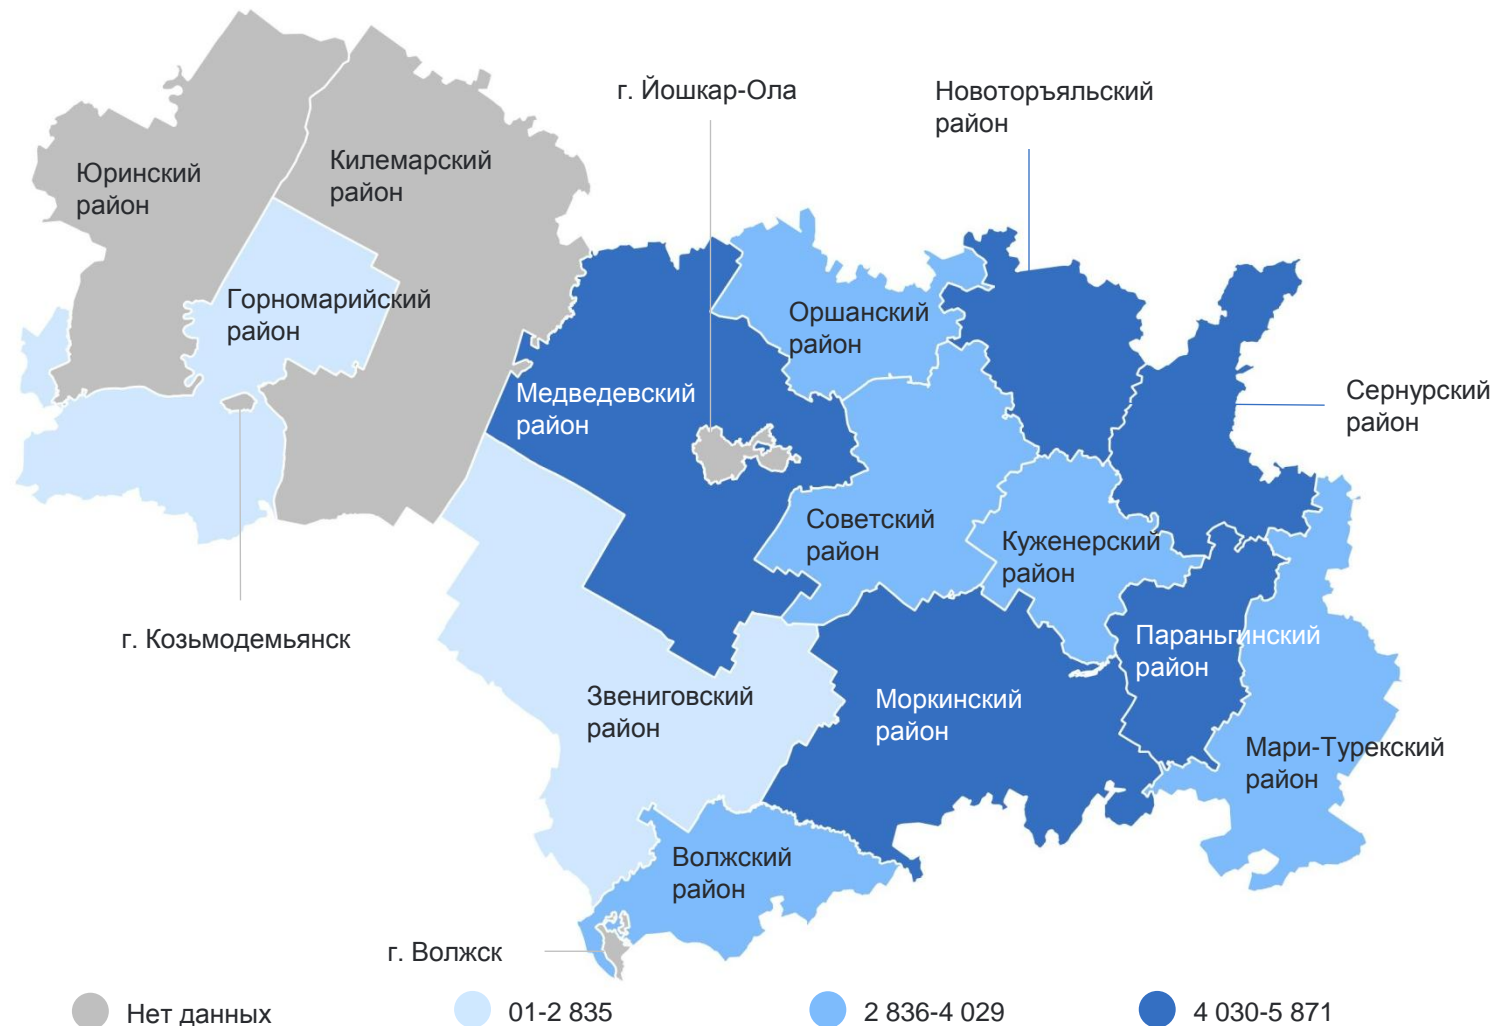 г. Йошкар-Ола
Новоторъяльский
район
Юринский
район
Килемарский
район
Горномарийский
район
Оршанский
район
Медведевский
район
Сернурский
район
Советский
район
Куженерский
район
г. Козьмодемьянск
Параньгинский
район
Звениговский
район
Моркинский
район
Мари-Турекский
район
Волжский
район
г. Волжск
Нет данных
01-2 835
2 836-4 029
4 030-5 871